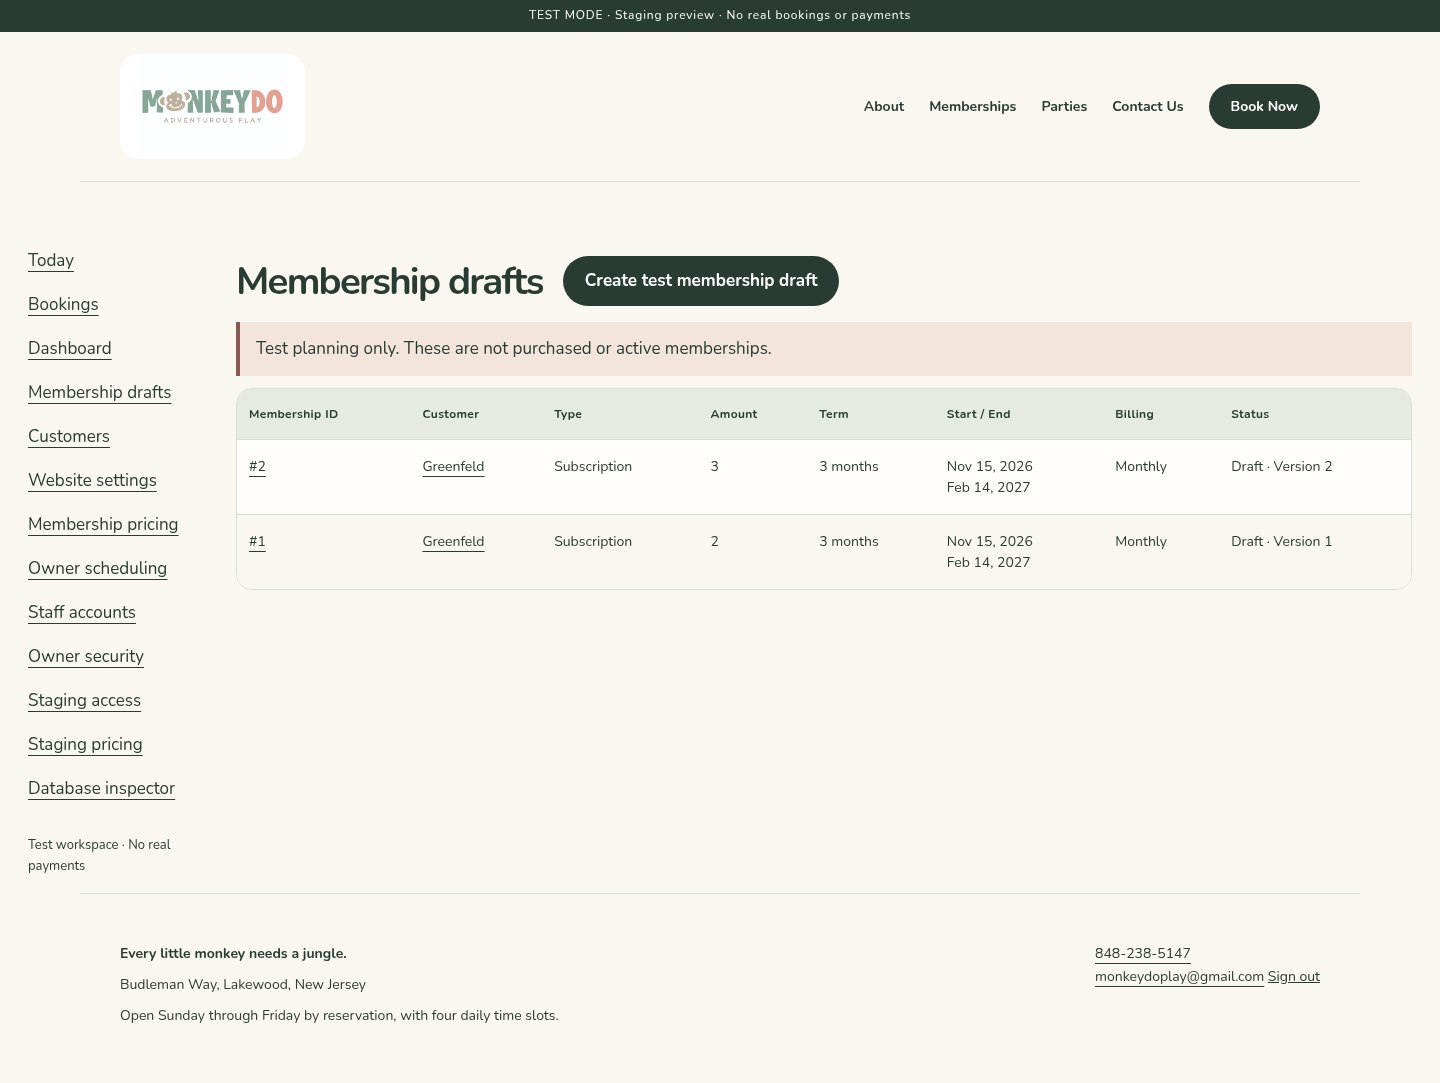 TEST MODE · Staging preview · No real bookings or payments
MONKEYDO
ADVENTUROUS PLAY
About Memberships Parties Contact Us Book Now
Today
Bookings
Dashboard
Membership drafts
Customers
Website settings
Membership pricing
Owner scheduling
Staff accounts
Owner security
Staging access
Staging pricing
Database inspector
Test workspace · No real
payments
Membership drafts Create test membership draft
Test planning only. These are not purchased or active memberships.
Membership ID Customer Type Amount Term Start / End Billing Status
#2 Greenfeld Subscription 3 3 months Nov 15, 2026 Monthly Draft · Version 2
Feb 14, 2027
#1 Greenfeld Subscription 2 3 months Nov 15, 2026 Monthly Draft · Version 1
Feb 14, 2027
Every little monkey needs a jungle.
Budleman Way, Lakewood, New Jersey
Open Sunday through Friday by reservation, with four daily time slots.
848-238-5147
monkeydoplay@gmail.com Sign out